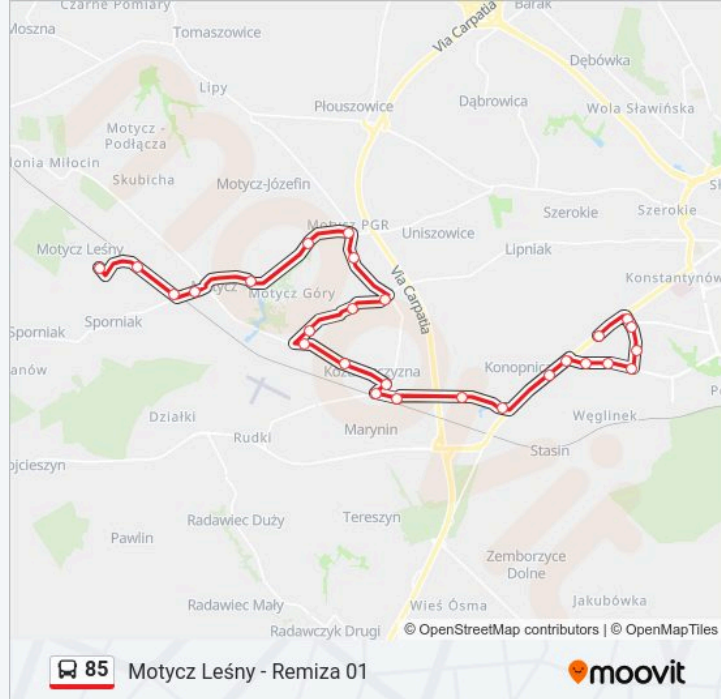 Czarne Pomiary
Barak
Moszna
Tomaszowice
Via Carpatia
Dębówka
Lipy
Płouszowice
Dąbrowica
Wola Sławińska
Motycz -
Podłącza
olonia Miłocin
Skubicha
Motycz-Józefin
Szerokie
Szerokie
Motycz PGR
Uniszowice
Motycz Leśny
Lipniak
Via Carpatia
Konstantynów
Motycz
Motycz Góry
Sporniak
Sporniak
Konopnica
Węglinek
Działki
Marynin
Rudki
Stasin
ojcieszyn
Radawiec Duży
Tereszyn
Pawlin
Zemborzyce
Dolne
Radawiec Mały
Wieś Ósma
Jakubówka
Radawczyk Drugi
© OpenStreetMap contributors | © OpenMapTiles
85 Motycz Leśny - Remiza 01
moovit